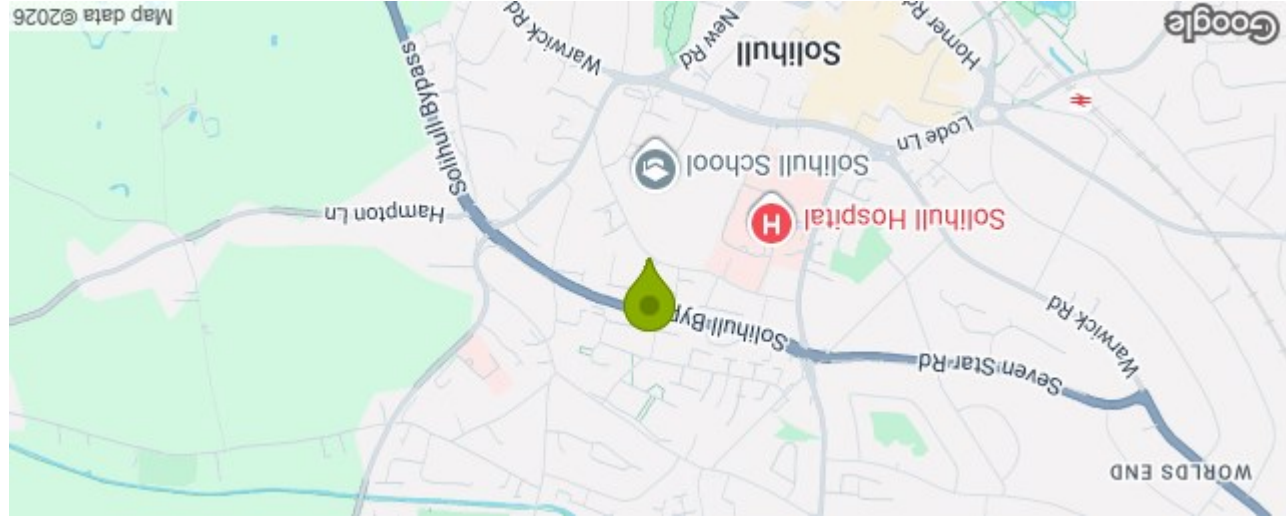 WORLDS END
Seven Star Rd
Warwick Rd
Solihull Byp
Solihull Hospital
H
Solihull School
Hampton Ln
Solihull Bypass
Lode Ln
Homer Rd
Solihull
New Rd
Warwick Rd
Google
Map data ©2026